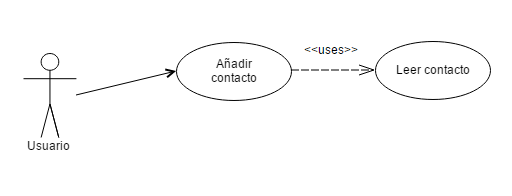 <<uses>>
Añadir
contacto
Leer contacto
Usuario